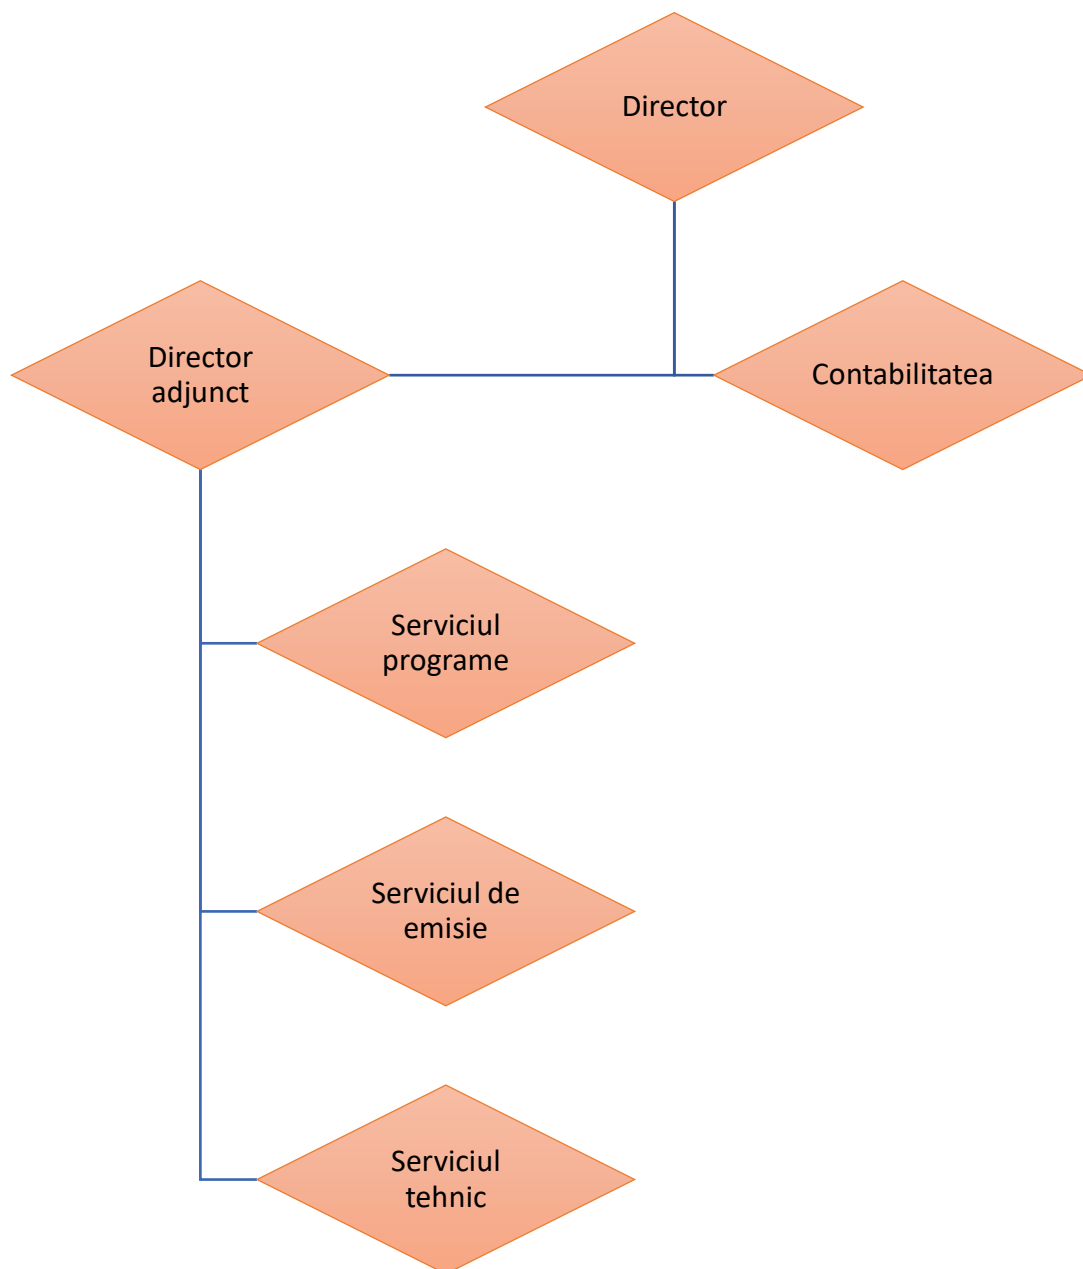 Director
Director
adjunct
Contabilitatea
Serviciul
programe
Serviciul de
emisie
Serviciul
tehnic